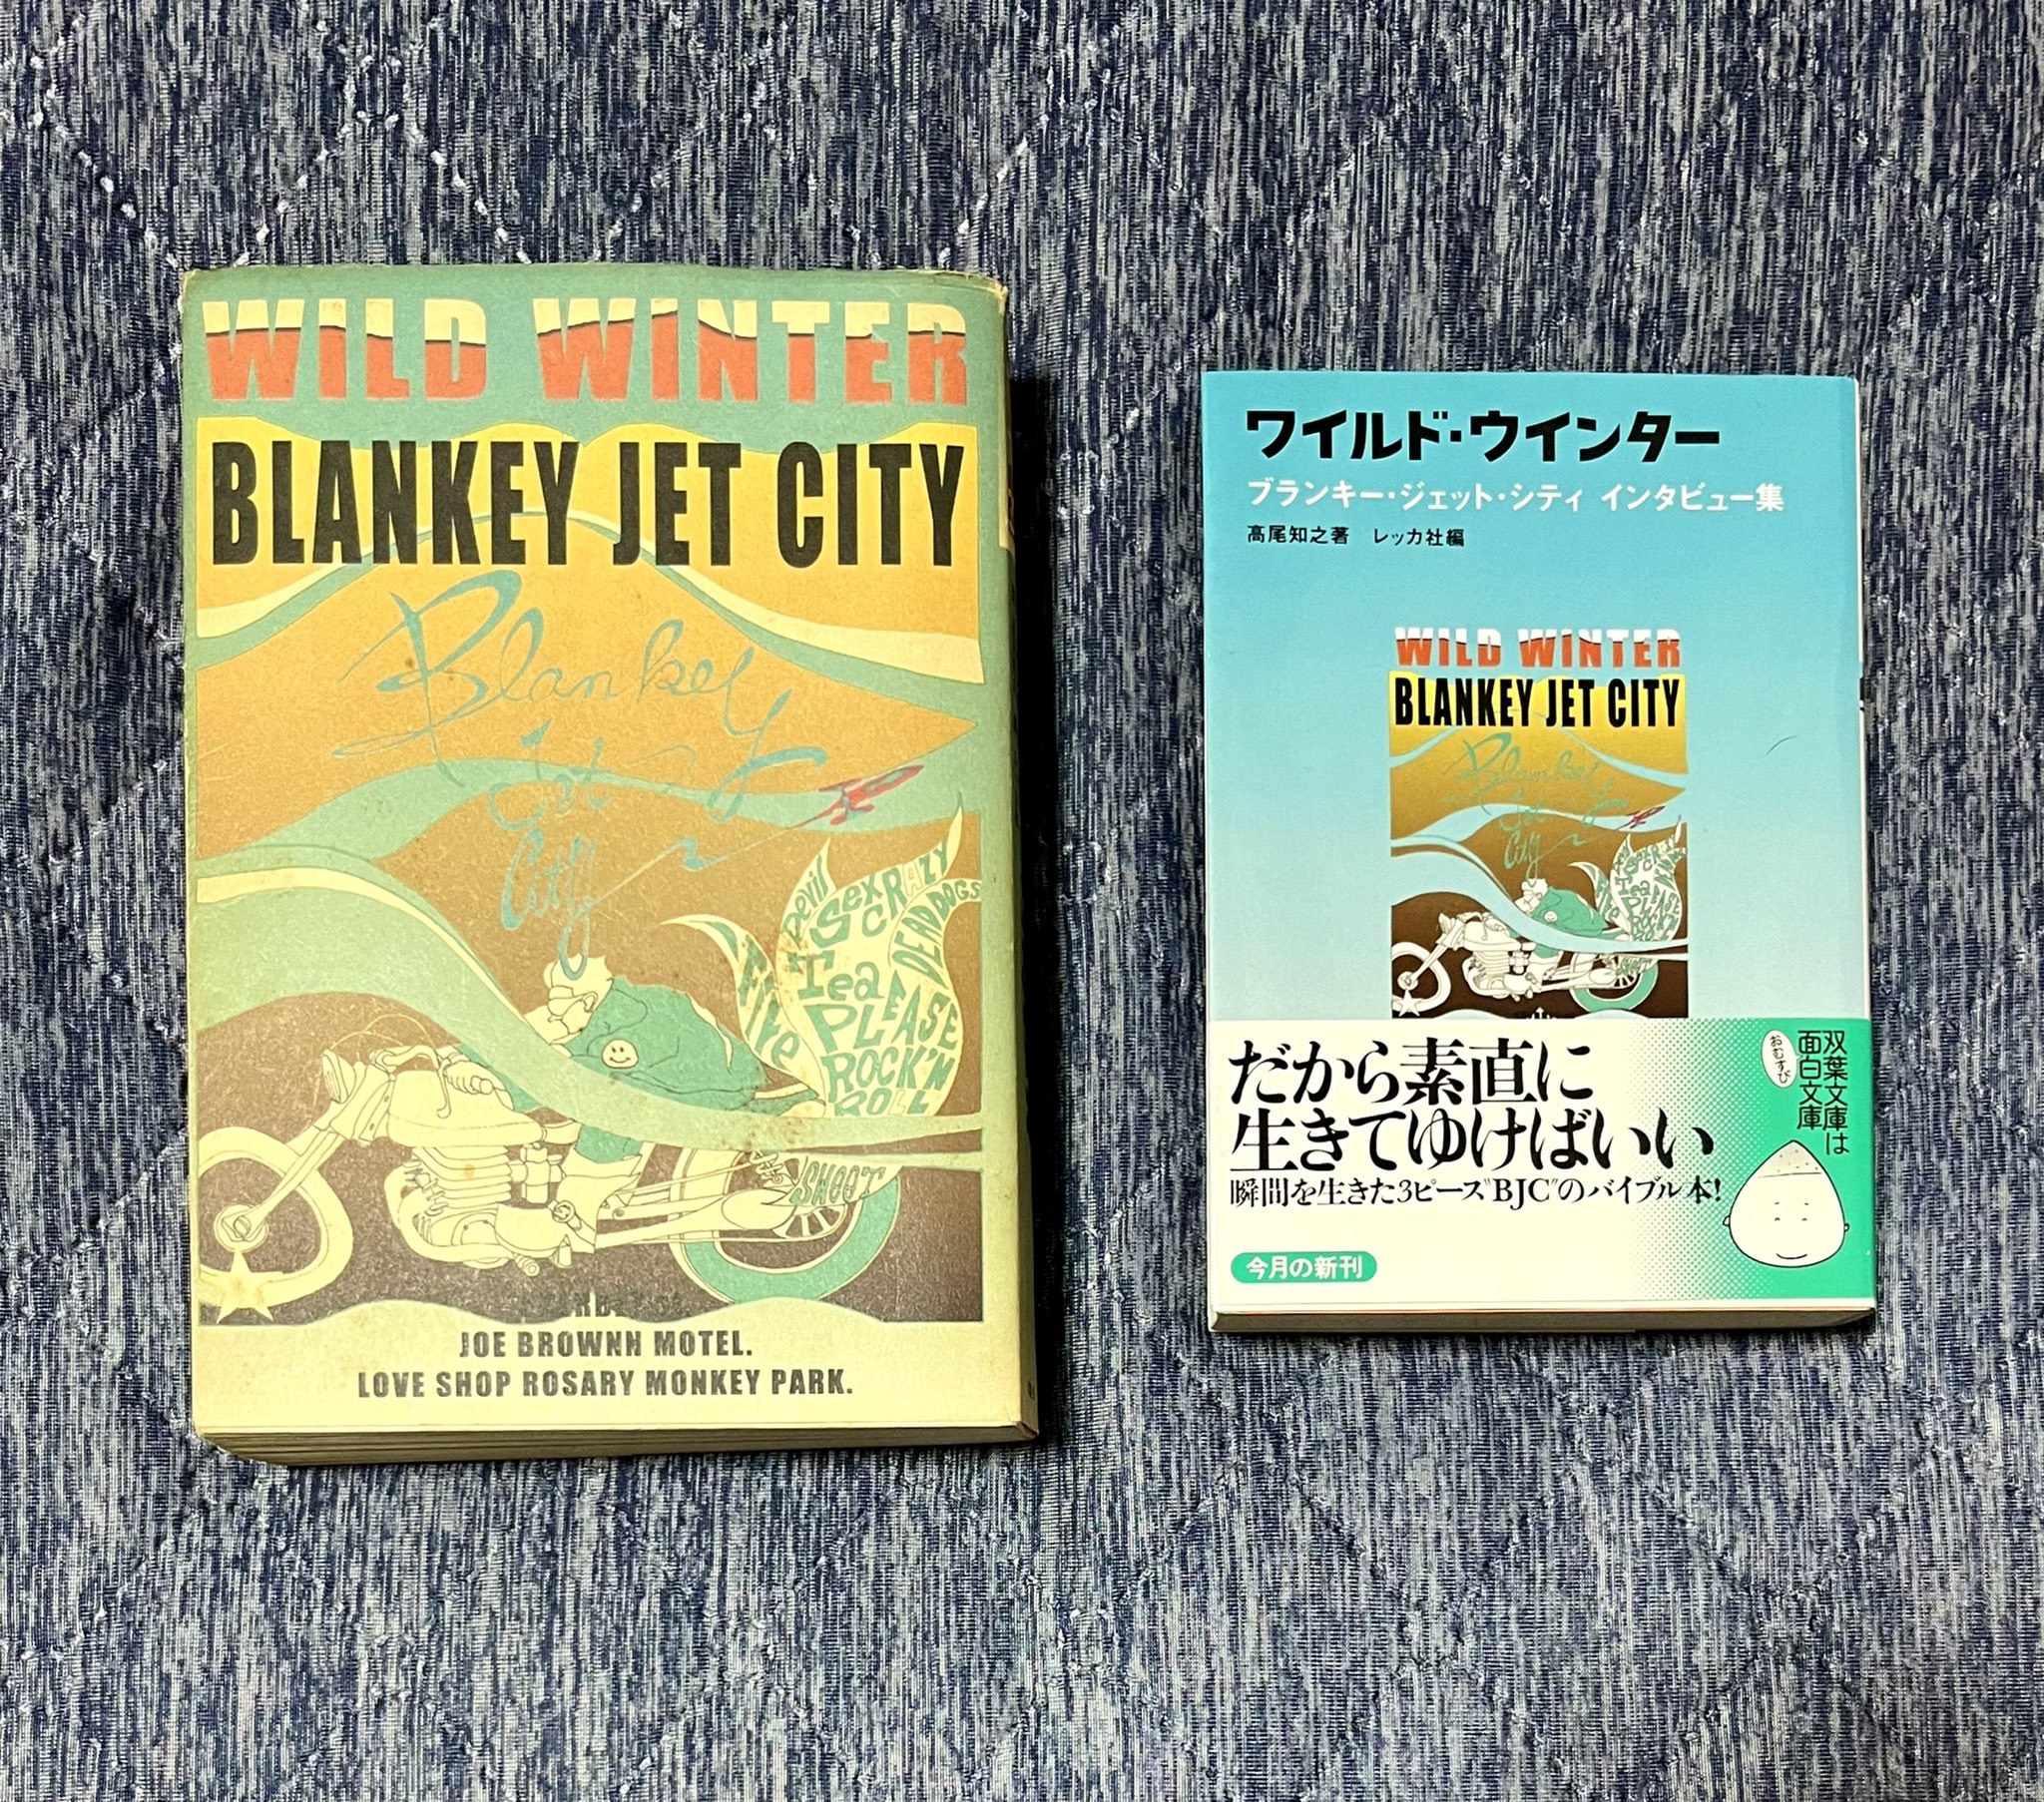 WILD WINTER
BLANKEY JET CITY
Blankey
Jet
City
Devil
Sex
CRAZY
DEAD DOGS
FIVE
Tea
PLEASE
ROCK'N
ROLL
SHOOT
JOE BROWNN MOTEL.
LOVE SHOP ROSARY MONKEY PARK.
ワイルド・ウインター
ブランキー・ジェット・シティ インタビュー集
高尾知之著 レッカ社編
WILD WINTER
BLANKEY JET CITY
Blankey
Jet
City
だから素直に
生きてゆけばいい
瞬間を生きた3ピース"BJC"のバイブル本!
今月の新刊
双葉文庫は
面白文庫
おむすび